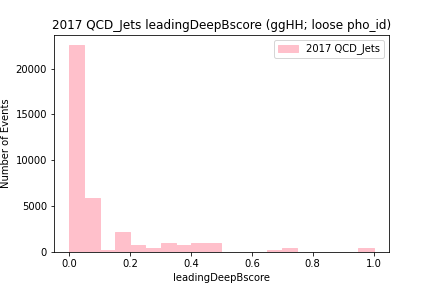 2017 QCD_Jets leadingDeepBscore (ggHH; loose pho_id)
2017 QCD_Jets
Number of Events
20000
15000
10000
5000
0
0.0 0.2 0.4 0.6 0.8 1.0
leadingDeepBscore